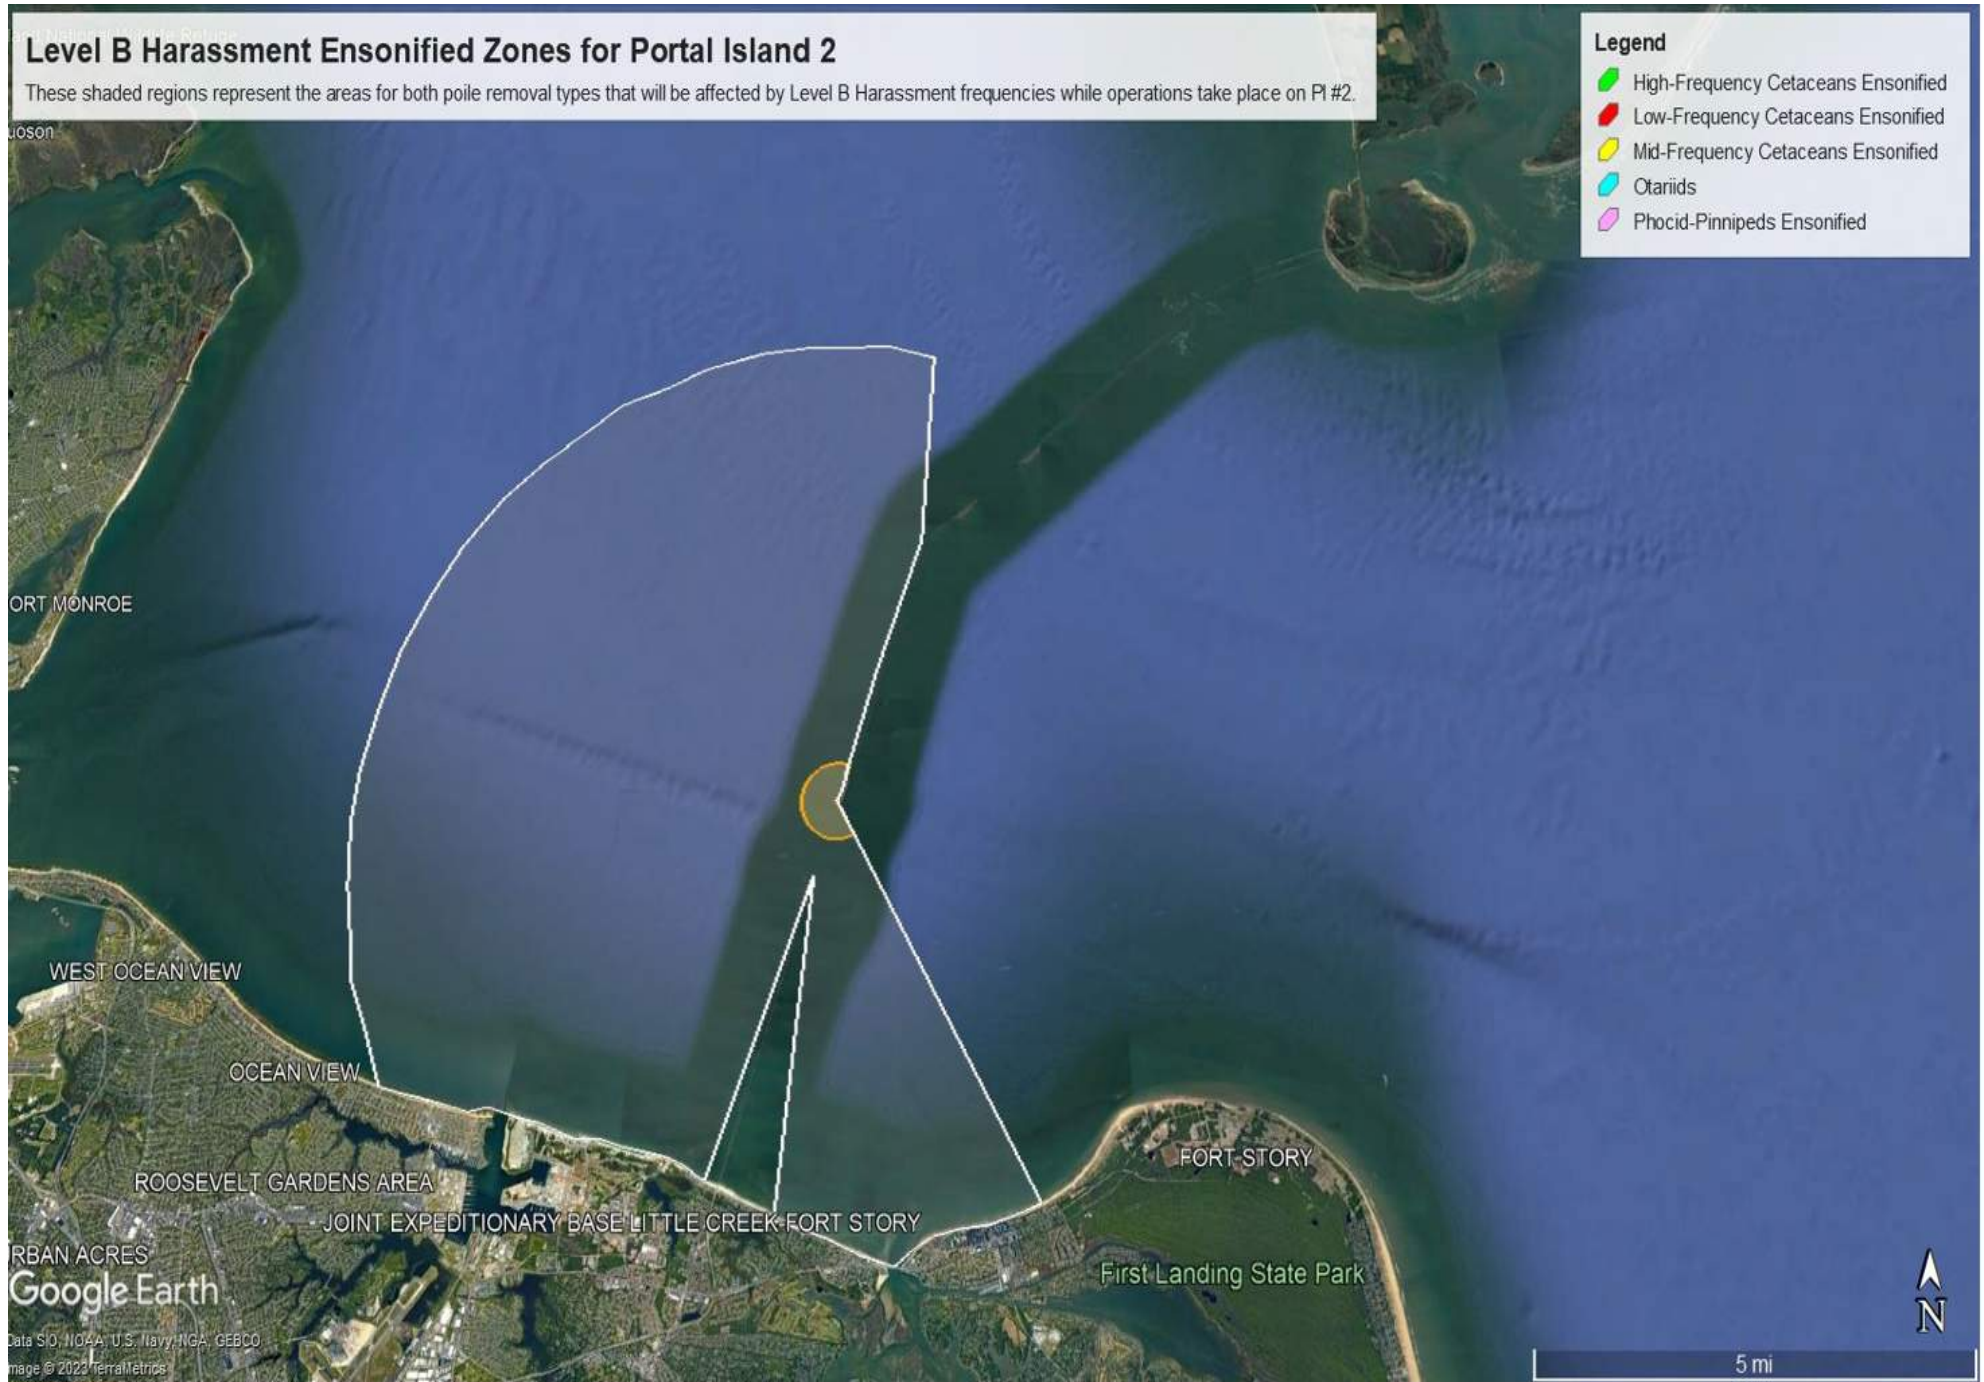 Level B Harassment Ensonified Zones for Portal Island 2
These shaded regions represent the areas for both poile removal types that will be affected by Level B Harassment frequencies while operations take place on PI #2.
Legend
High-Frequency Cetaceans Ensonified
Low-Frequency Cetaceans Ensonified
Mid-Frequency Cetaceans Ensonified
Otariids
Phocid-Pinnipeds Ensonified
uoson
ORT MONROE
WEST OCEAN VIEW
OCEAN VIEW
FORT STORY
ROOSEVELT GARDENS AREA
JOINT EXPEDITIONARY BASE LITTLE CREEK-FORT STORY
RBAN ACRES
First Landing State Park
Google Earth
N
Data SIO, NOAA, U.S. Navy, NGA, GEBCO
mage © 2023 TerraMetrics
5 mi